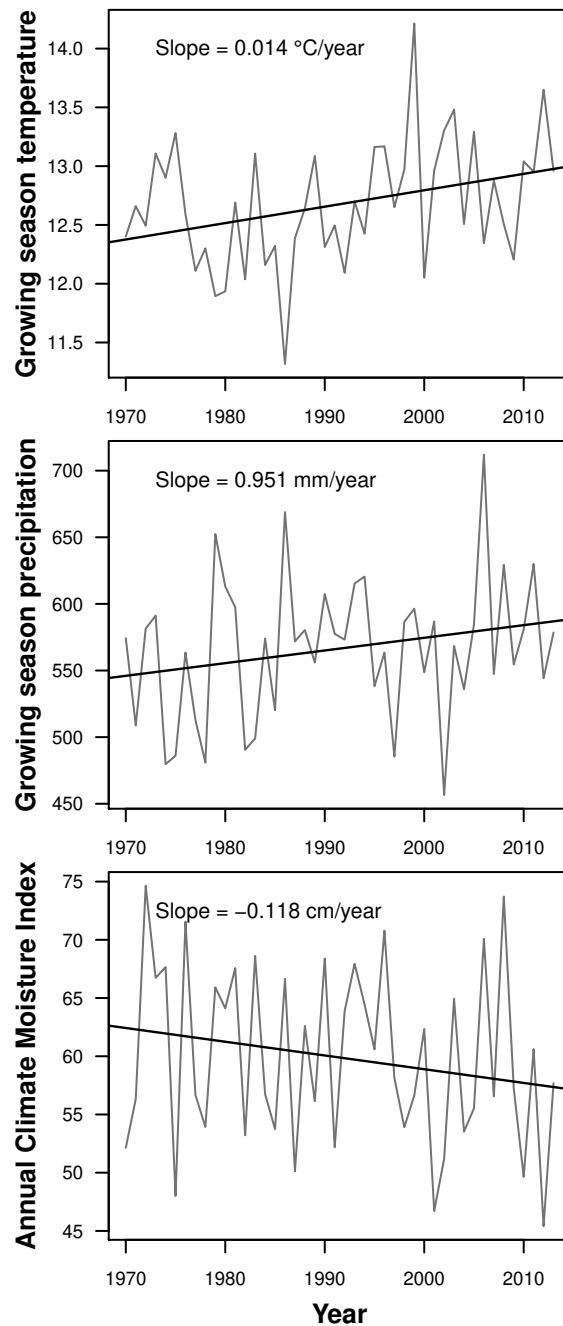 Growing season temperature
Slope = 0.014 °C/year
14.0
13.5
13.0
12.5
12.0
11.5
1970 1980 1990 2000 2010
Growing season precipitation
Slope = 0.951 mm/year
700
650
600
550
500
450
1970 1980 1990 2000 2010
Annual Climate Moisture Index
Slope = −0.118 cm/year
75
70
65
60
55
50
45
1970 1980 1990 2000 2010
Year